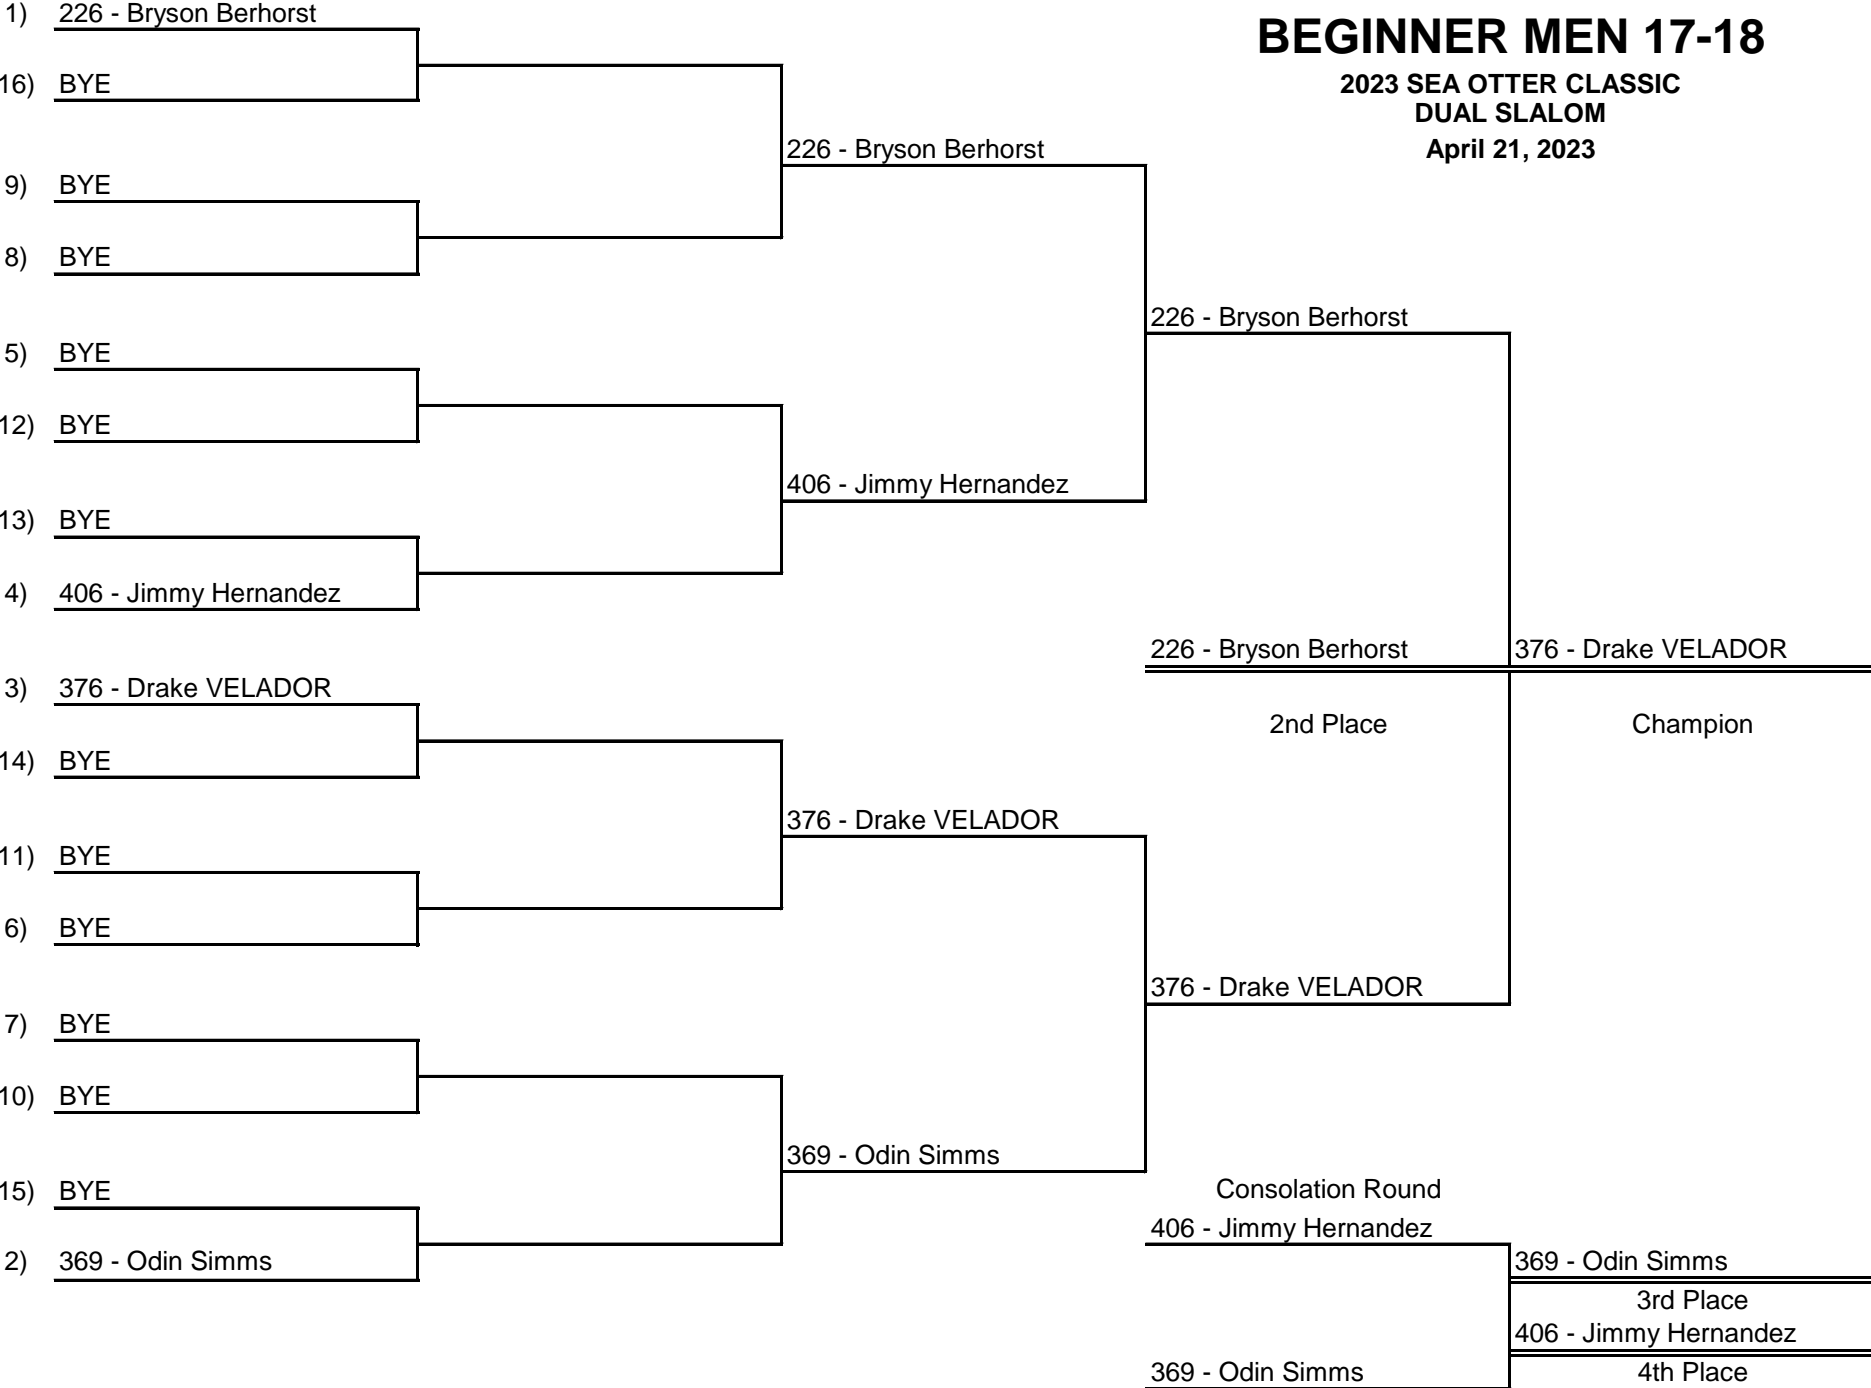 BEGINNER MEN 17-18
2023 SEA OTTER CLASSIC
DUAL SLALOM
April 21, 2023
1) 226 - Bryson Berhorst
16) BYE
9) BYE
8) BYE
5) BYE
12) BYE
13) BYE
4) 406 - Jimmy Hernandez
3) 376 - Drake VELADOR
14) BYE
11) BYE
6) BYE
7) BYE
10) BYE
15) BYE
2) 369 - Odin Simms
226 - Bryson Berhorst
406 - Jimmy Hernandez
376 - Drake VELADOR
369 - Odin Simms
226 - Bryson Berhorst
376 - Drake VELADOR
226 - Bryson Berhorst
2nd Place
376 - Drake VELADOR
Champion
Consolation Round
406 - Jimmy Hernandez
369 - Odin Simms
369 - Odin Simms
3rd Place
406 - Jimmy Hernandez
4th Place